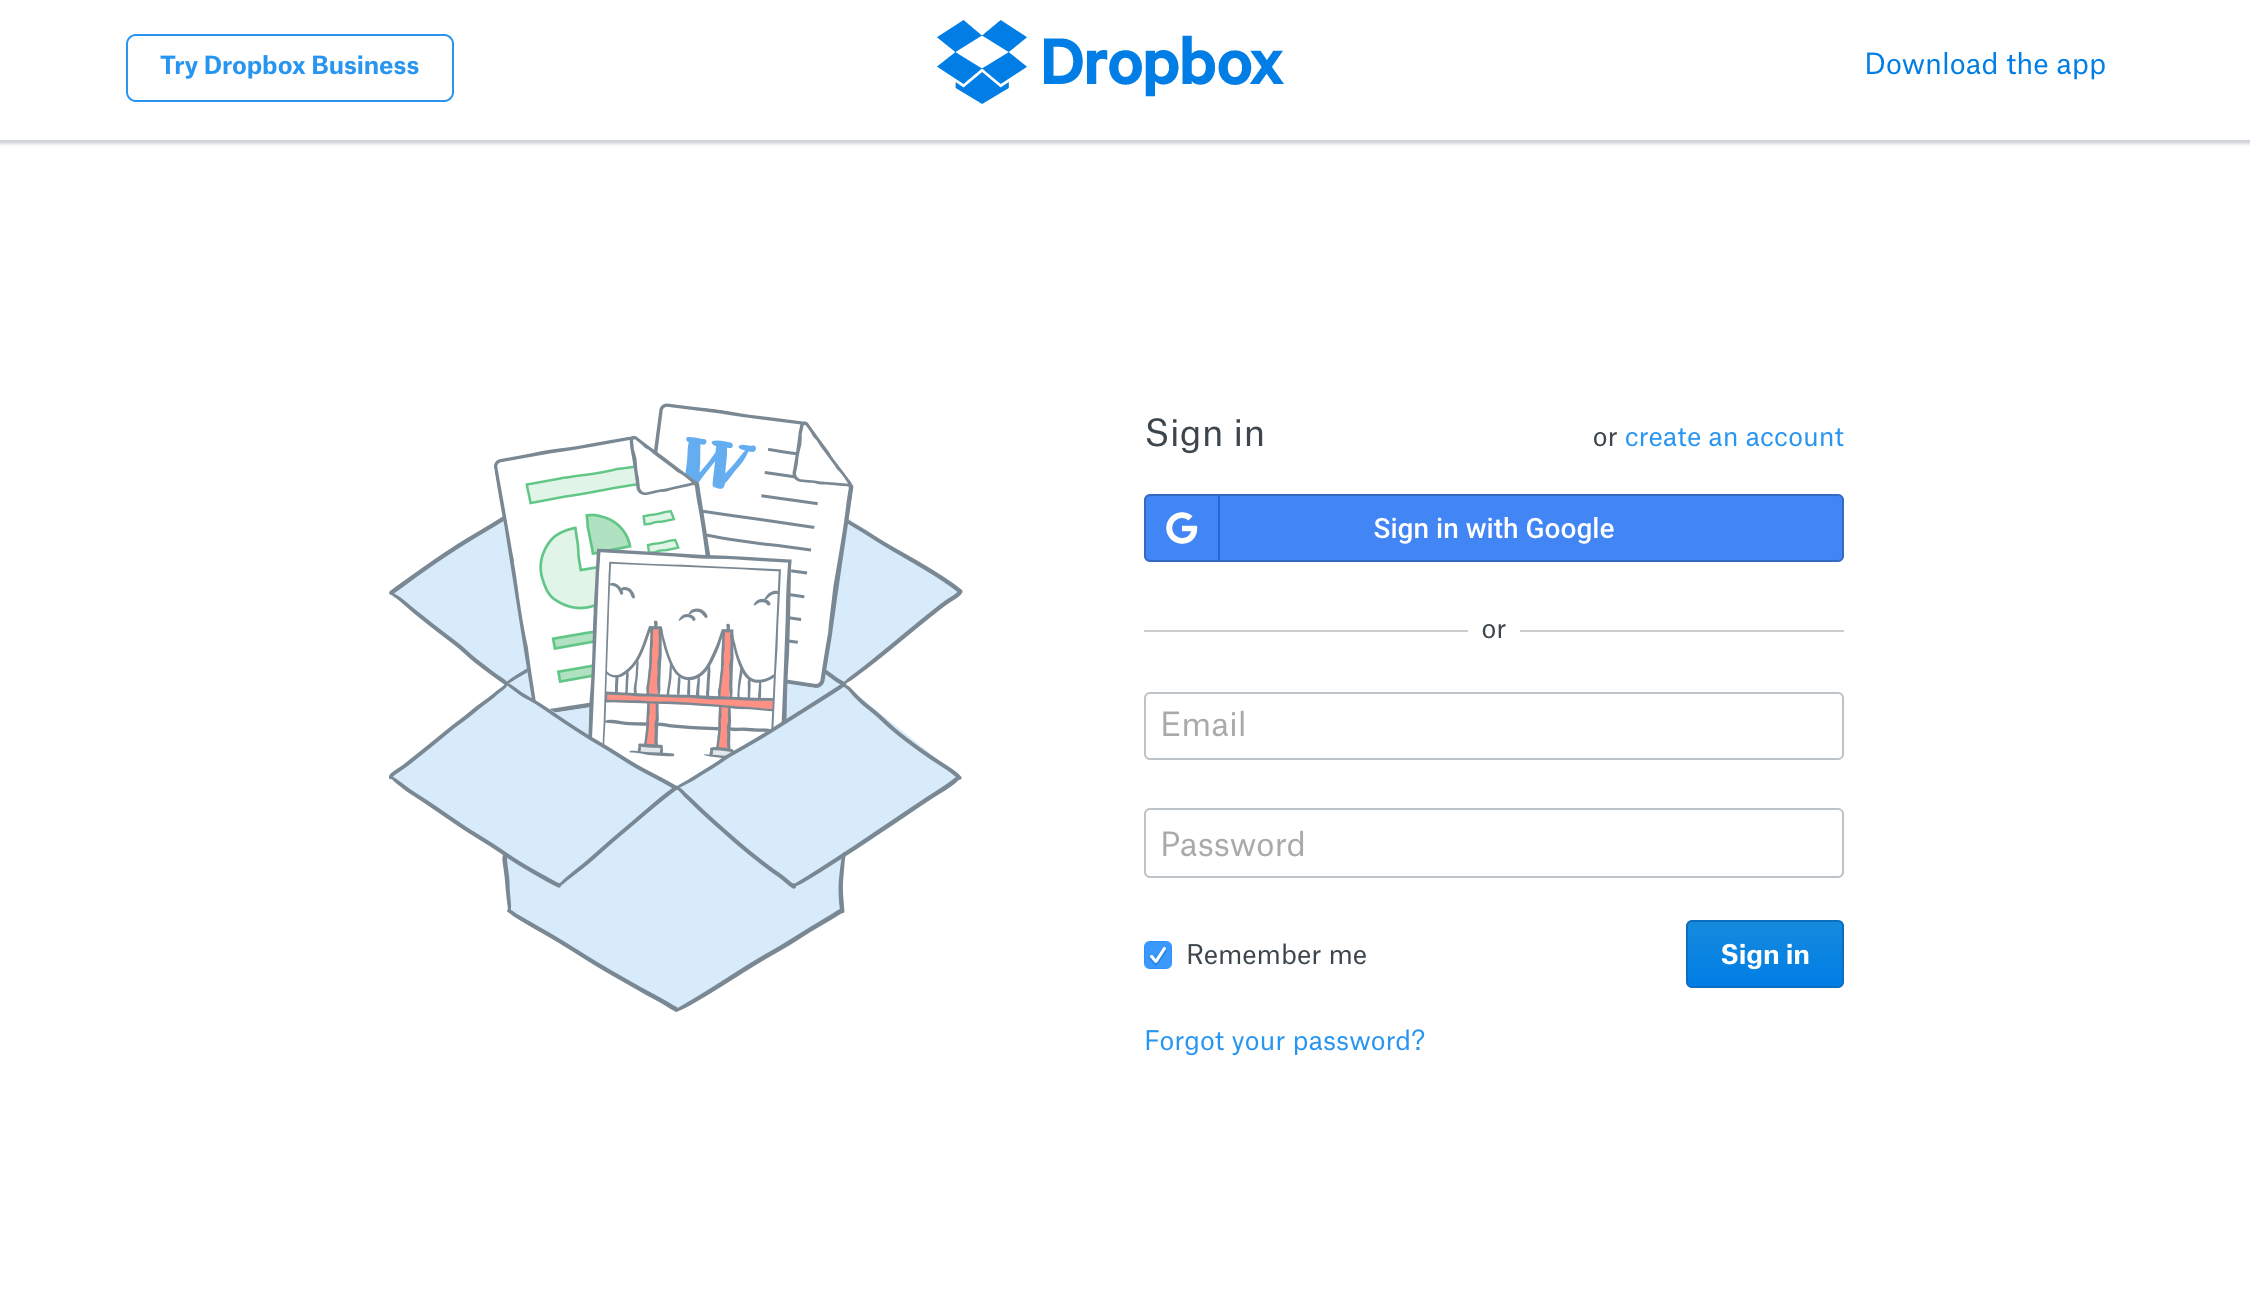 Try Dropbox Business
Dropbox
Download the app
W
Sign in
or create an account
G
Sign in with Google
or
Email
Password
Remember me
Sign in
Forgot your password?